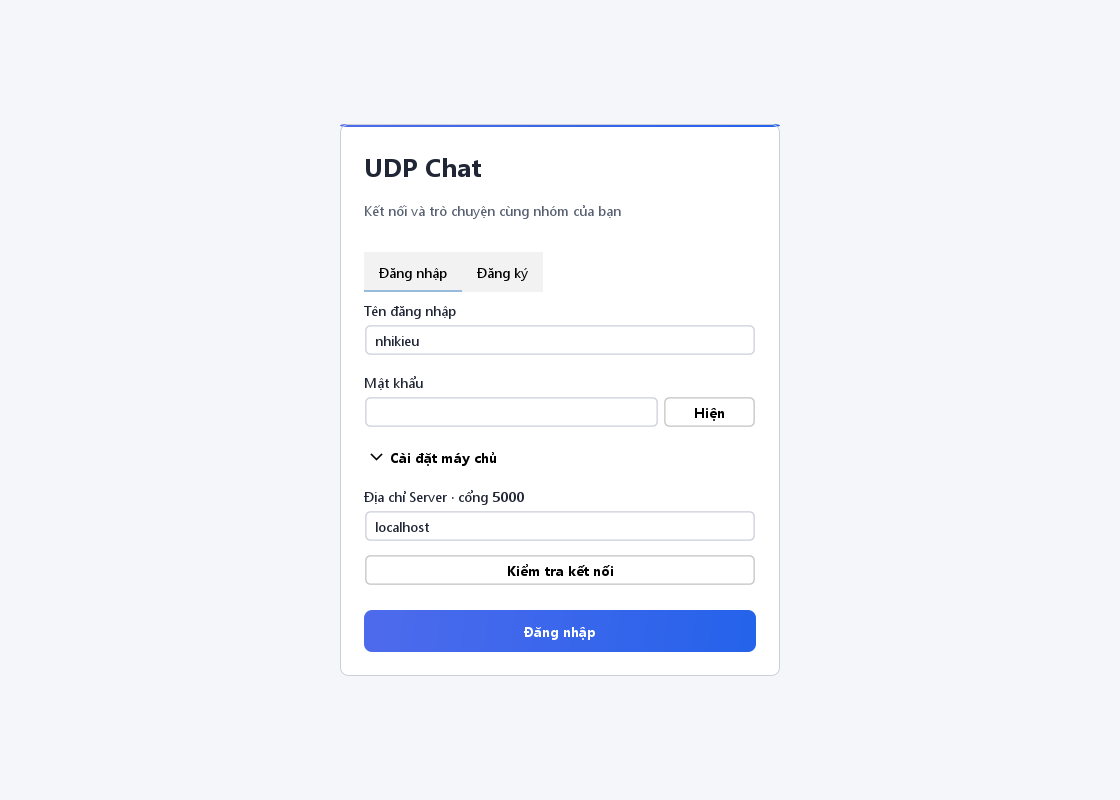 UDP Chat
Kết nối và trò chuyện cùng nhóm của bạn
Đăng nhập Đăng ký
Tên đăng nhập
nhikieu
Mật khẩu
Hiện
Cài đặt máy chủ
Địa chỉ Server · cổng 5000
localhost
Kiểm tra kết nối
Đăng nhập